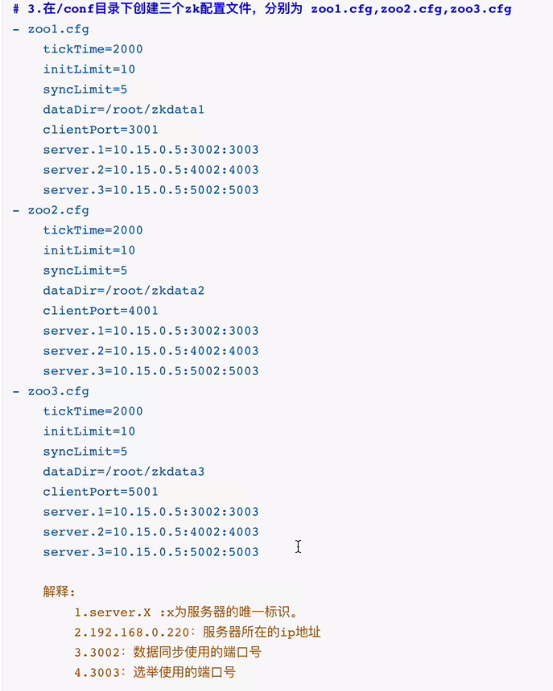 # 3.在/conf目录下创建三个zk配置文件，分别为 zoo1.cfg,zoo2.cfg,zoo3.cfg
- zoo1.cfg
tickTime=2000
initLimit=10
syncLimit=5
dataDir=/root/zkdata1
clientPort=3001
server.1=10.15.0.5:3002:3003
server.2=10.15.0.5:4002:4003
server.3=10.15.0.5:5002:5003
- zoo2.cfg
tickTime=2000
initLimit=10
syncLimit=5
dataDir=/root/zkdata2
clientPort=4001
server.1=10.15.0.5:3002:3003
server.2=10.15.0.5:4002:4003
server.3=10.15.0.5:5002:5003
- zoo3.cfg
tickTime=2000
initLimit=10
syncLimit=5
dataDir=/root/zkdata3
clientPort=5001
server.1=10.15.0.5:3002:3003
server.2=10.15.0.5:4002:4003
server.3=10.15.0.5:5002:5003
解释：
1.server.X :x为服务器的唯一标识。
2.192.168.0.220：服务器所在的ip地址
3.3002：数据同步使用的端口号
4.3003：选举使用的端口号